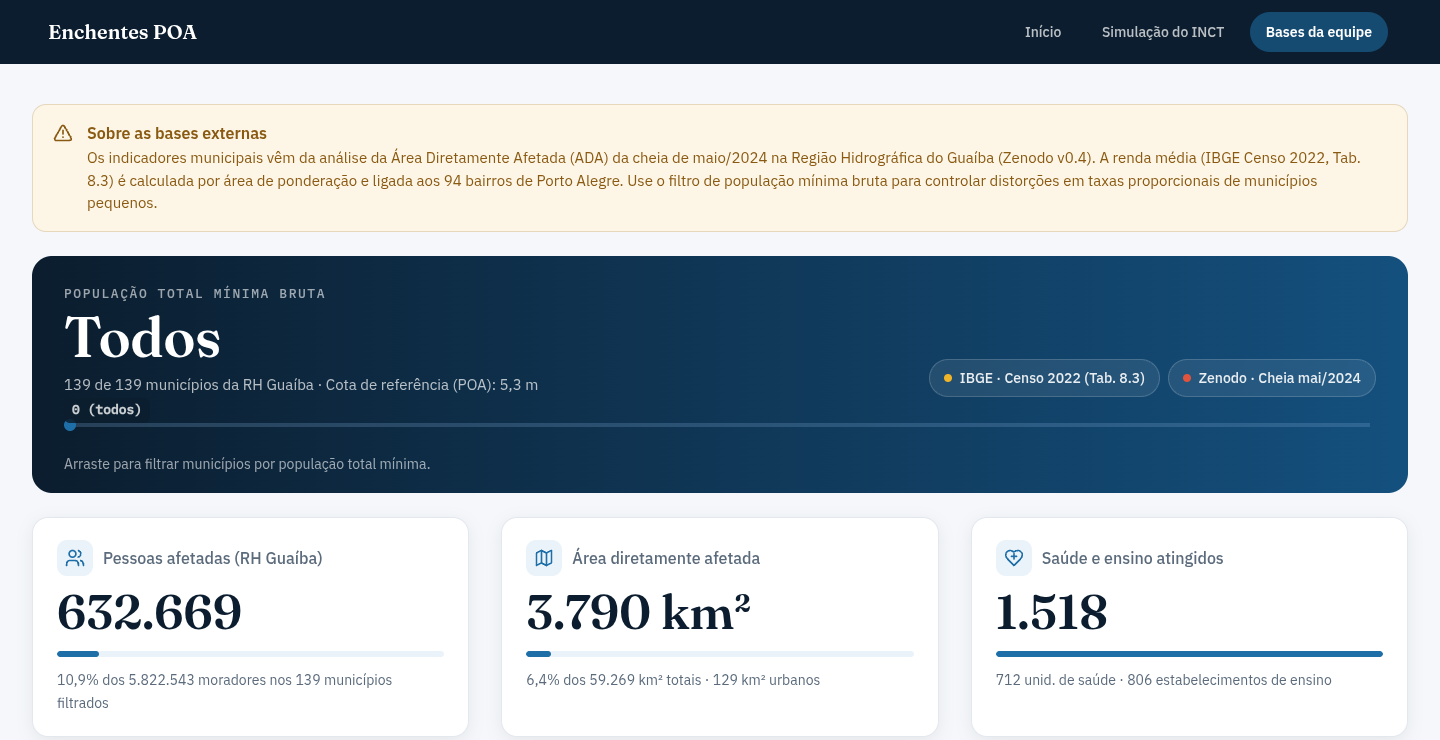 Enchentes POA
Início
Simulação do INCT
Bases da equipe
Sobre as bases externas
Os indicadores municipais vêm da análise da Área Diretamente Afetada (ADA) da cheia de maio/2024 na Região Hidrográfica do Guaíba (Zenodo v0.4). A renda média (IBGE Censo 2022, Tab.
8.3) é calculada por área de ponderação e ligada aos 94 bairros de Porto Alegre. Use o filtro de população mínima bruta para controlar distorções em taxas proporcionais de municípios
pequenos.
POPULAÇÃO TOTAL MÍNIMA BRUTA
Todos
139 de 139 municípios da RH Guaíba · Cota de referência (POA): 5,3 m
IBGE · Censo 2022 (Tab. 8.3)
Zenodo · Cheia mai/2024
0 (todos)
Arraste para filtrar municípios por população total mínima.
Pessoas afetadas (RH Guaíba)
632.669
10,9% dos 5.822.543 moradores nos 139 municípios
filtrados
Área diretamente afetada
3.790 km²
6,4% dos 59.269 km² totais · 129 km² urbanos
Saúde e ensino atingidos
1.518
712 unid. de saúde · 806 estabelecimentos de ensino